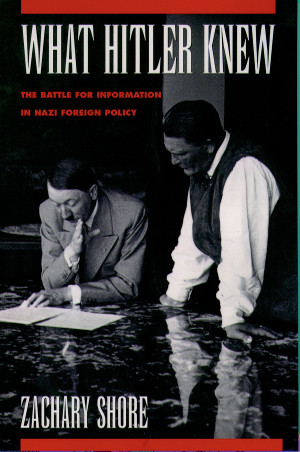 WHAT HITLER KNEW
THE BATTLE FOR INFORMATION
IN NAZI FOREIGN POLICY
ZACHARY SHORE